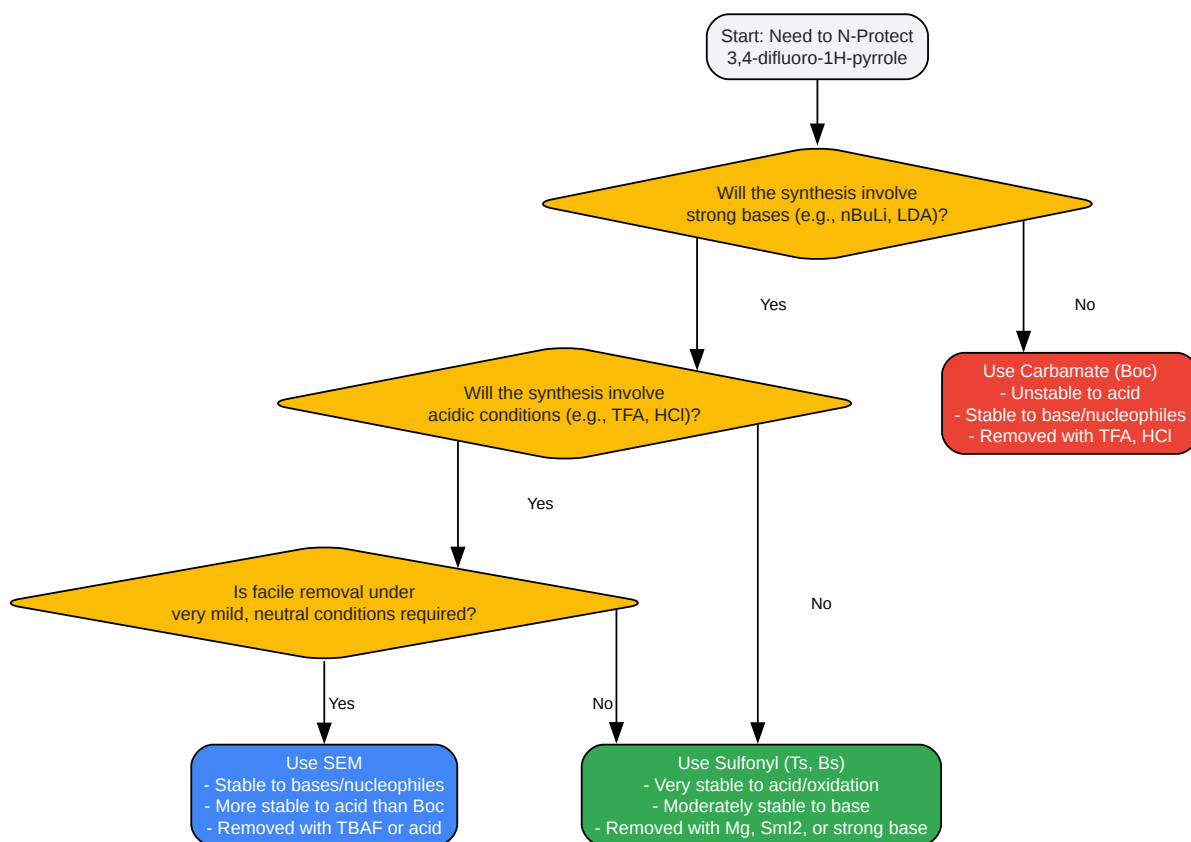 Start: Need to N-Protect
3,4-difluoro-1H-pyrrole
Will the synthesis involve
strong bases (e.g., nBuLi, LDA)?
Yes
No
Will the synthesis involve
acidic conditions (e.g., TFA, HCl)?
Use Carbamate (Boc)
- Unstable to acid
- Stable to base/nucleophiles
- Removed with TFA, HCl
Yes
No
Is facile removal under
very mild, neutral conditions required?
Yes
No
Use SEM
- Stable to bases/nucleophiles
- More stable to acid than Boc
- Removed with TBAF or acid
Use Sulfonyl (Ts, Bs)
- Very stable to acid/oxidation
- Moderately stable to base
- Removed with Mg, SmI2, or strong base